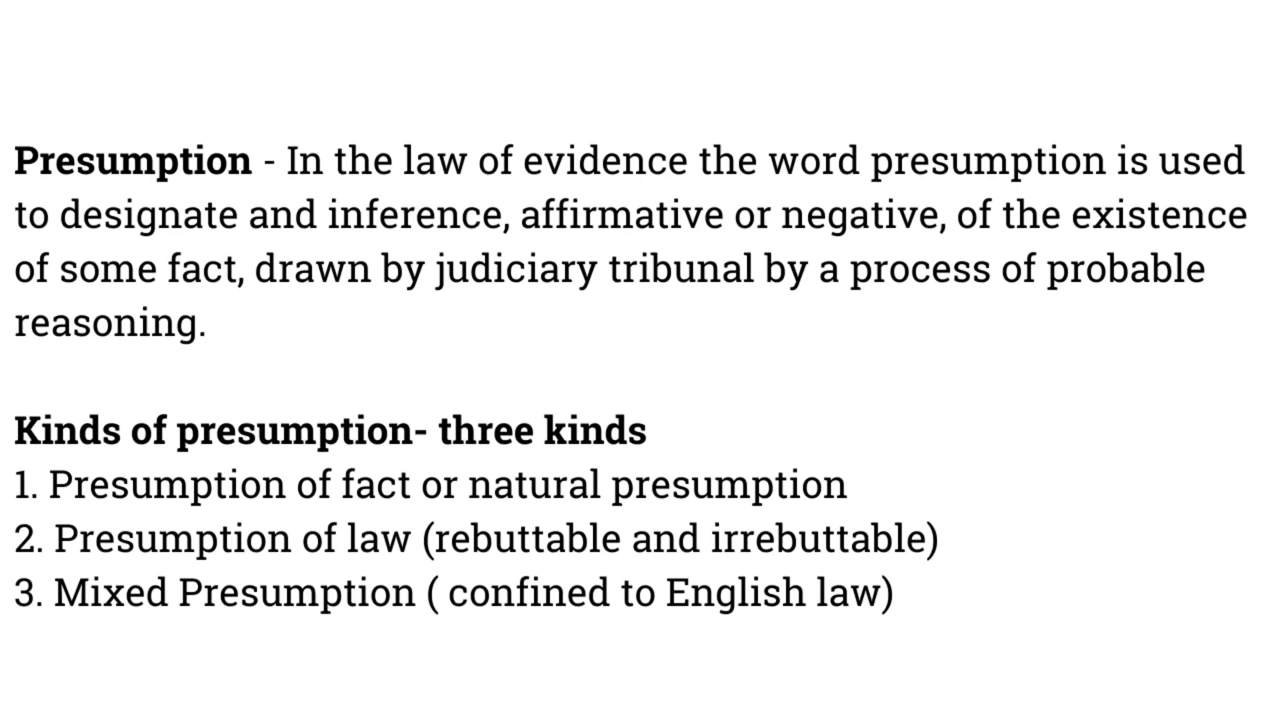 Presumption - In the law of evidence the word presumption is used
to designate and inference, affirmative or negative, of the existence
of some fact, drawn by judiciary tribunal by a process of probable
reasoning.
Kinds of presumption- three kinds
1. Presumption of fact or natural presumption
2. Presumption of law (rebuttable and irrebuttable)
3. Mixed Presumption ( confined to English law)